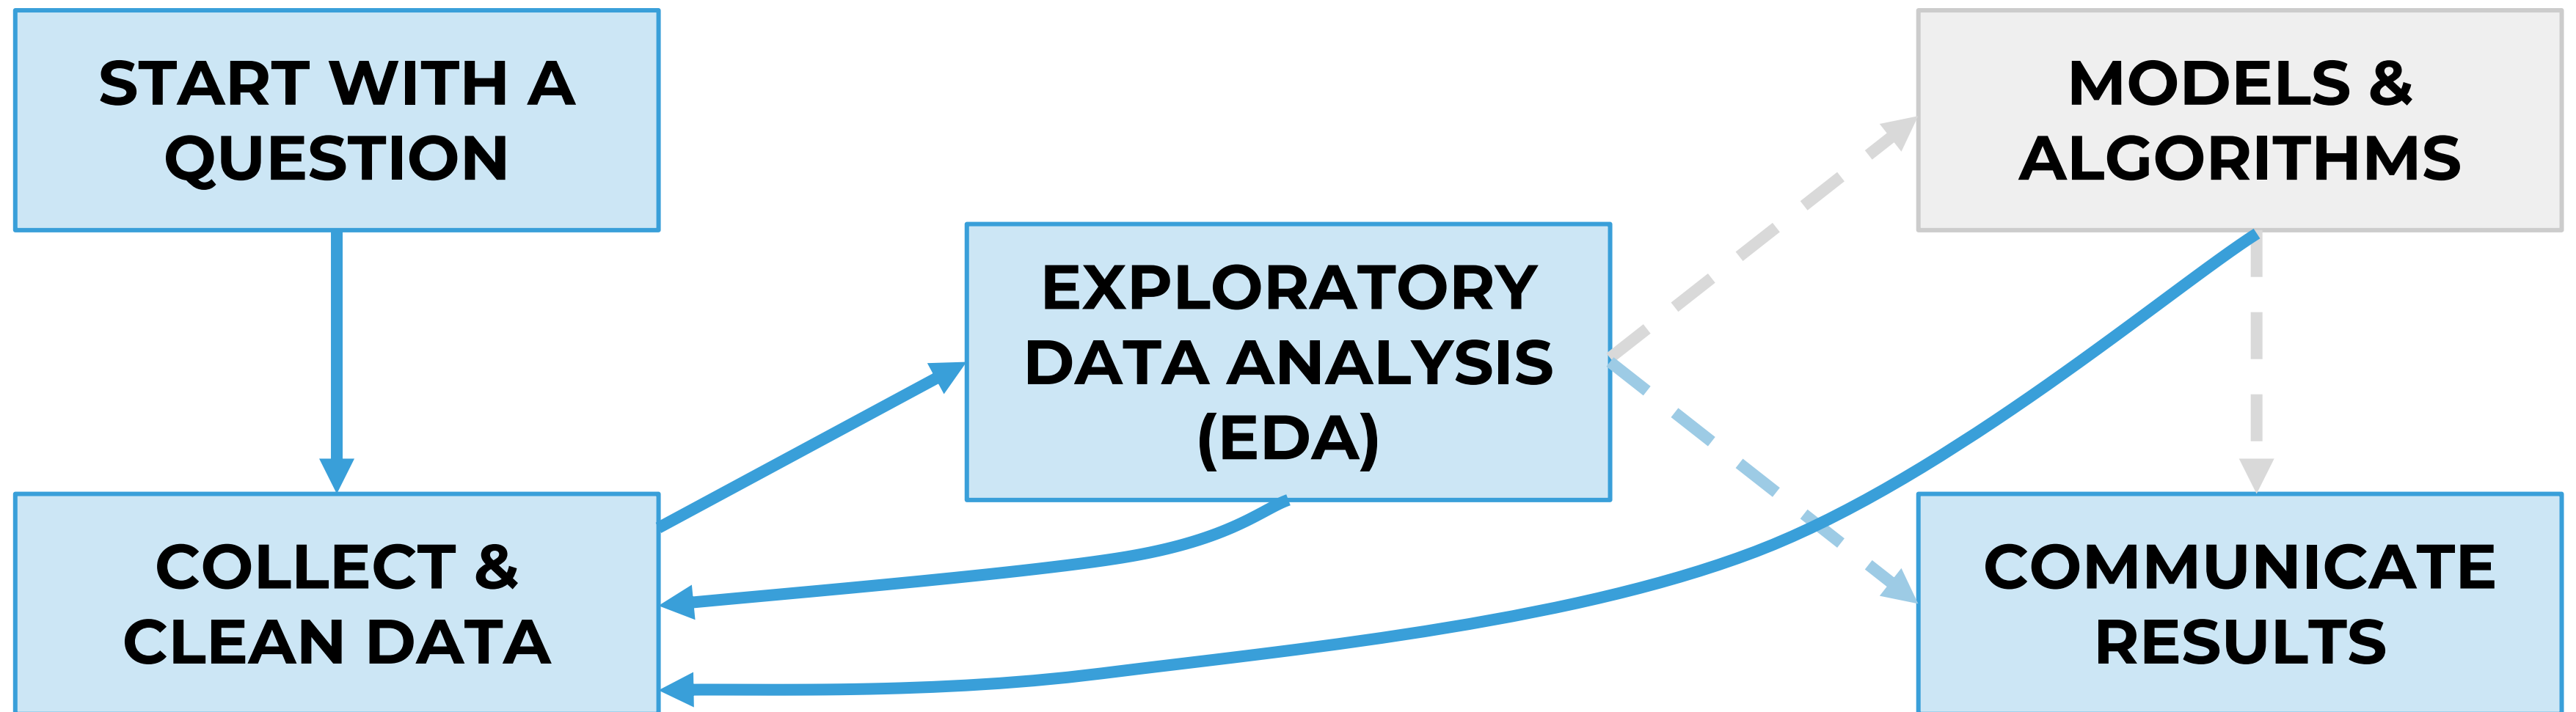 START WITH A
QUESTION
COLLECT &
CLEAN DATA
EXPLORATORY
DATA ANALYSIS
(EDA)
MODELS &
ALGORITHMS
COMMUNICATE
RESULTS